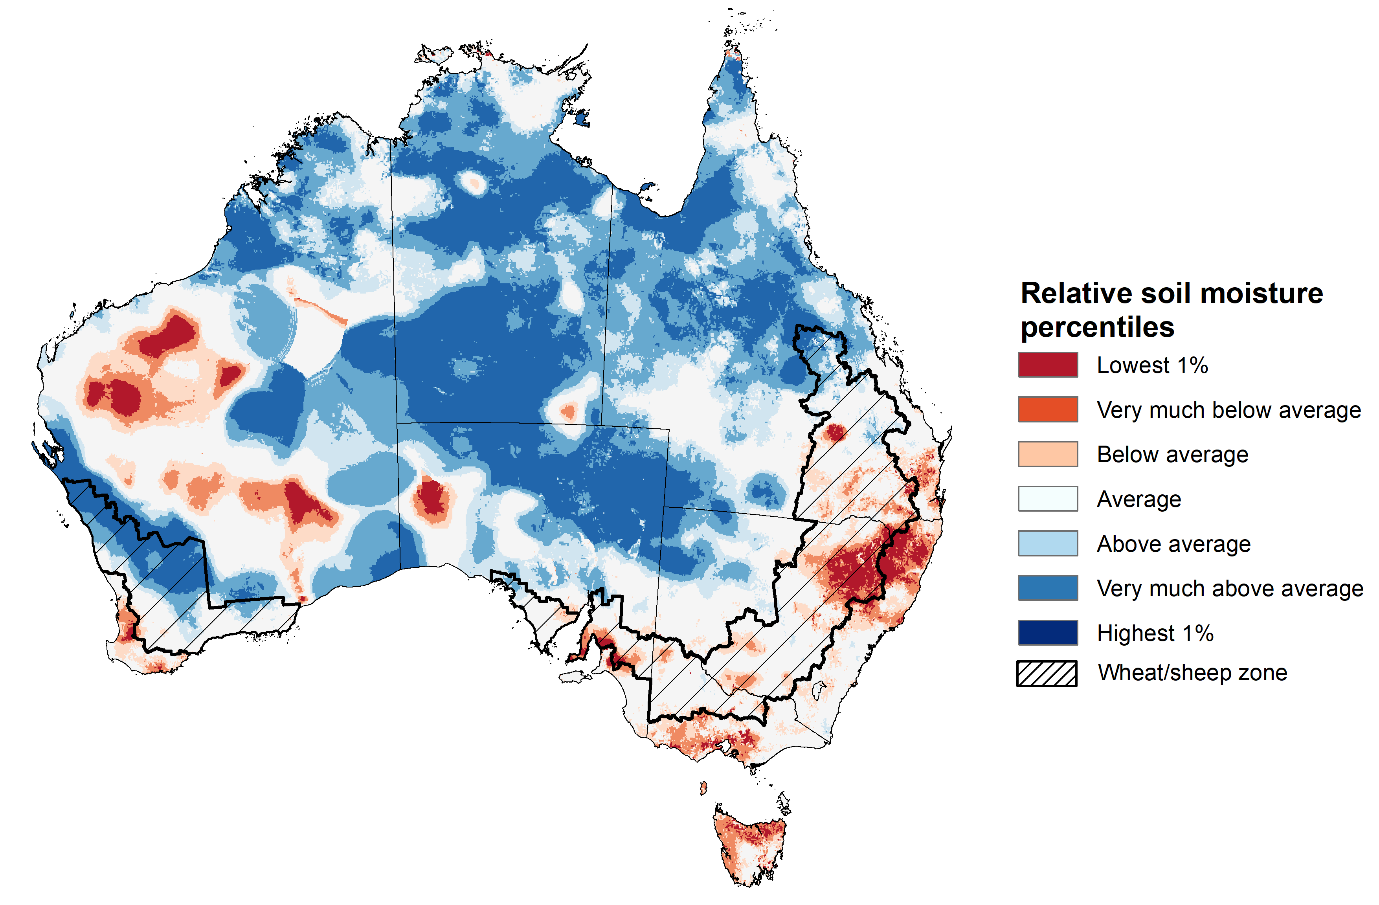 Relative soil moisture
percentiles
Lowest 1%
Very much below average
Below average
Average
Above average
Very much above average
Highest 1%
Wheat/sheep zone